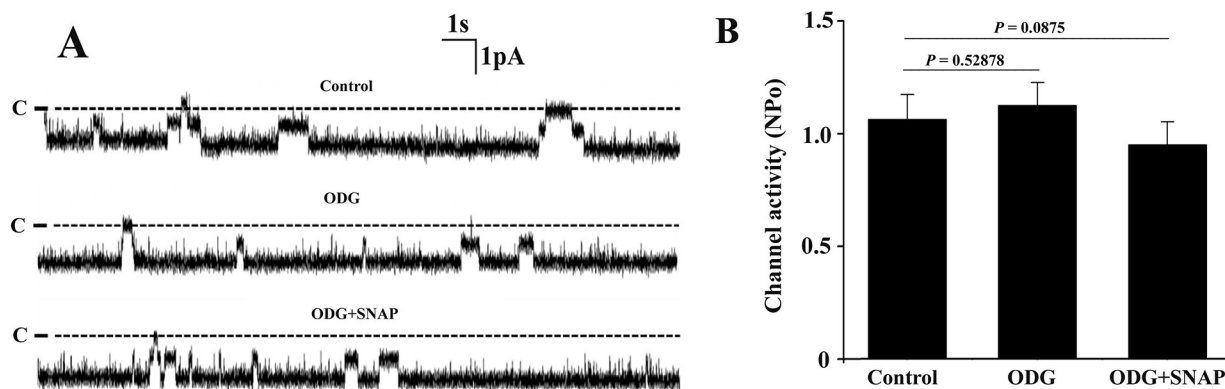 A
1s
1pA
Control
C
ODG
C
ODG+SNAP
C
B
P = 0.0875
P = 0.52878
Channel activity (NPo)
1.5
1.0
0.5
0
Control ODG ODG+SNAP